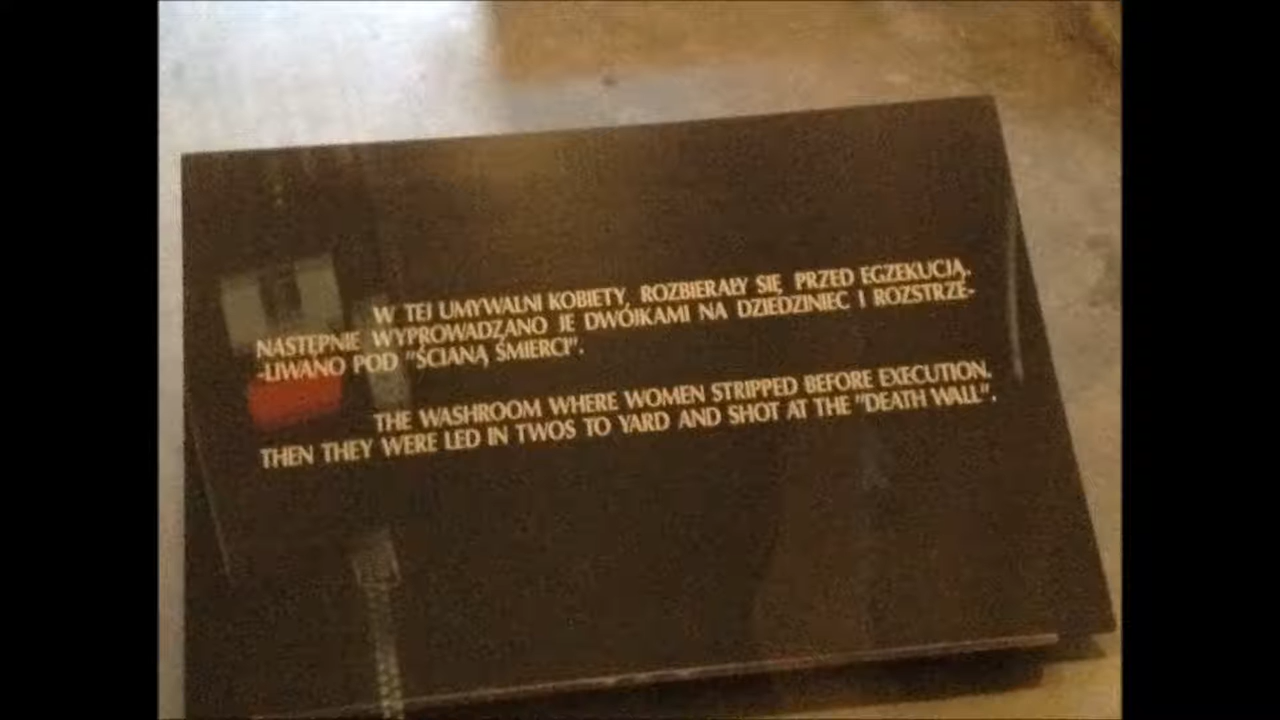 W TEJ UMYWALNI KOBIETY, ROZBIERAŁY SIĘ, PRZED EGZEKUCJĄ.
NASTĘPNIE WYPROWADZANO JE DWÓJKAMI NA DZIEDZINIEC I ROZSTRZE-
-LIWANO POD "ŚCIANĄ ŚMIERCI".
THE WASHROOM WHERE WOMEN STRIPPED BEFORE EXECUTION.
THEN THEY WERE LED IN TWOS TO YARD AND SHOT AT THE "DEATH WALL".